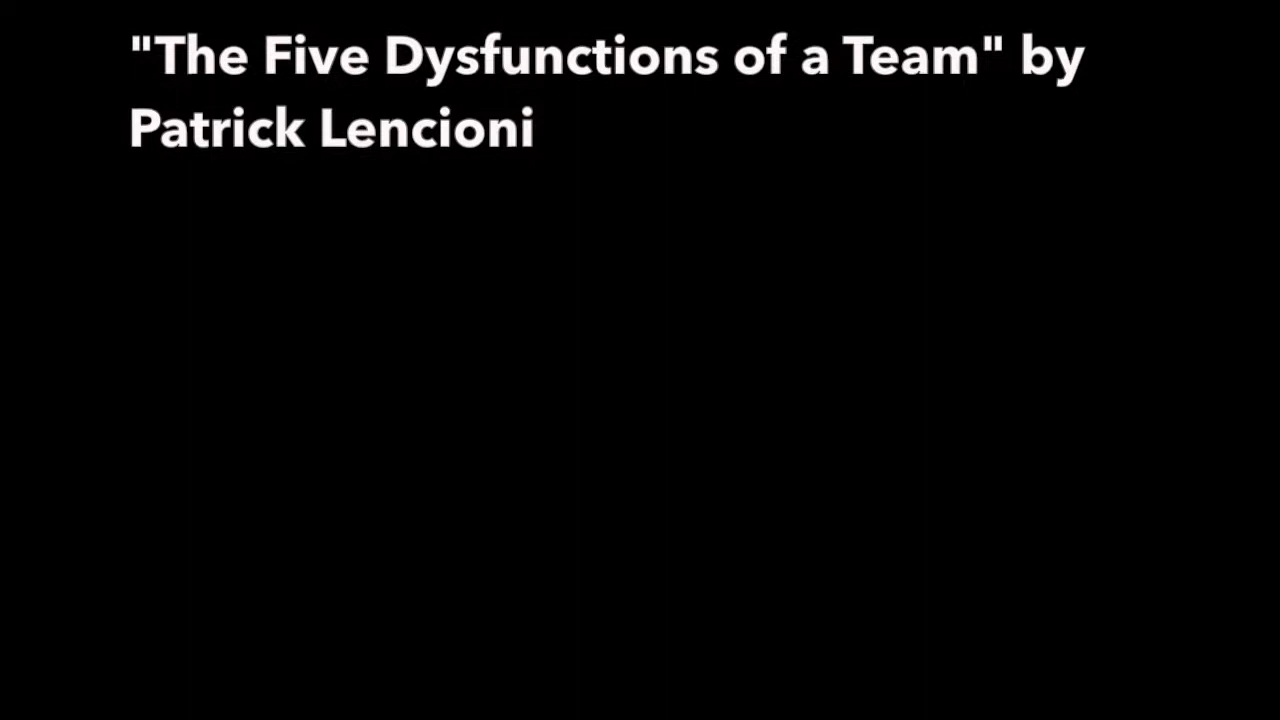 "The Five Dysfunctions of a Team" by
Patrick Lencioni